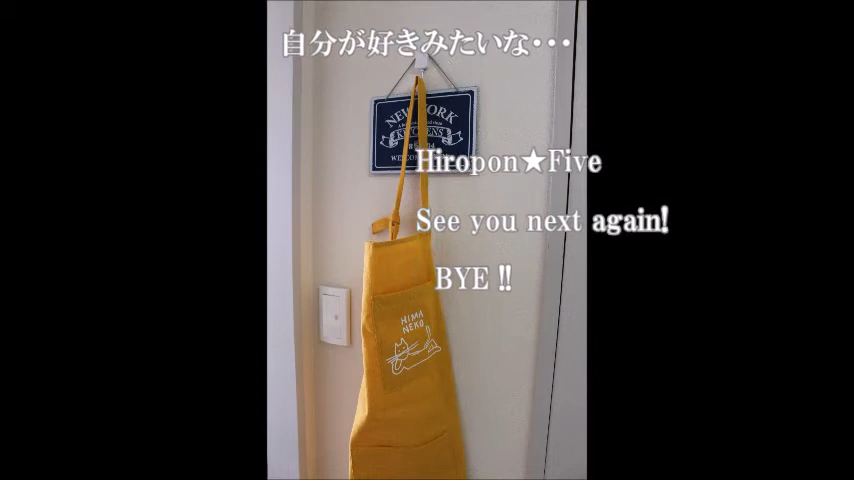 自分が好きみたいな･･･
NEW YORK
KITCHENS
Hiropon★Five
See you next again!
BYE !!
HIMA
NEKO